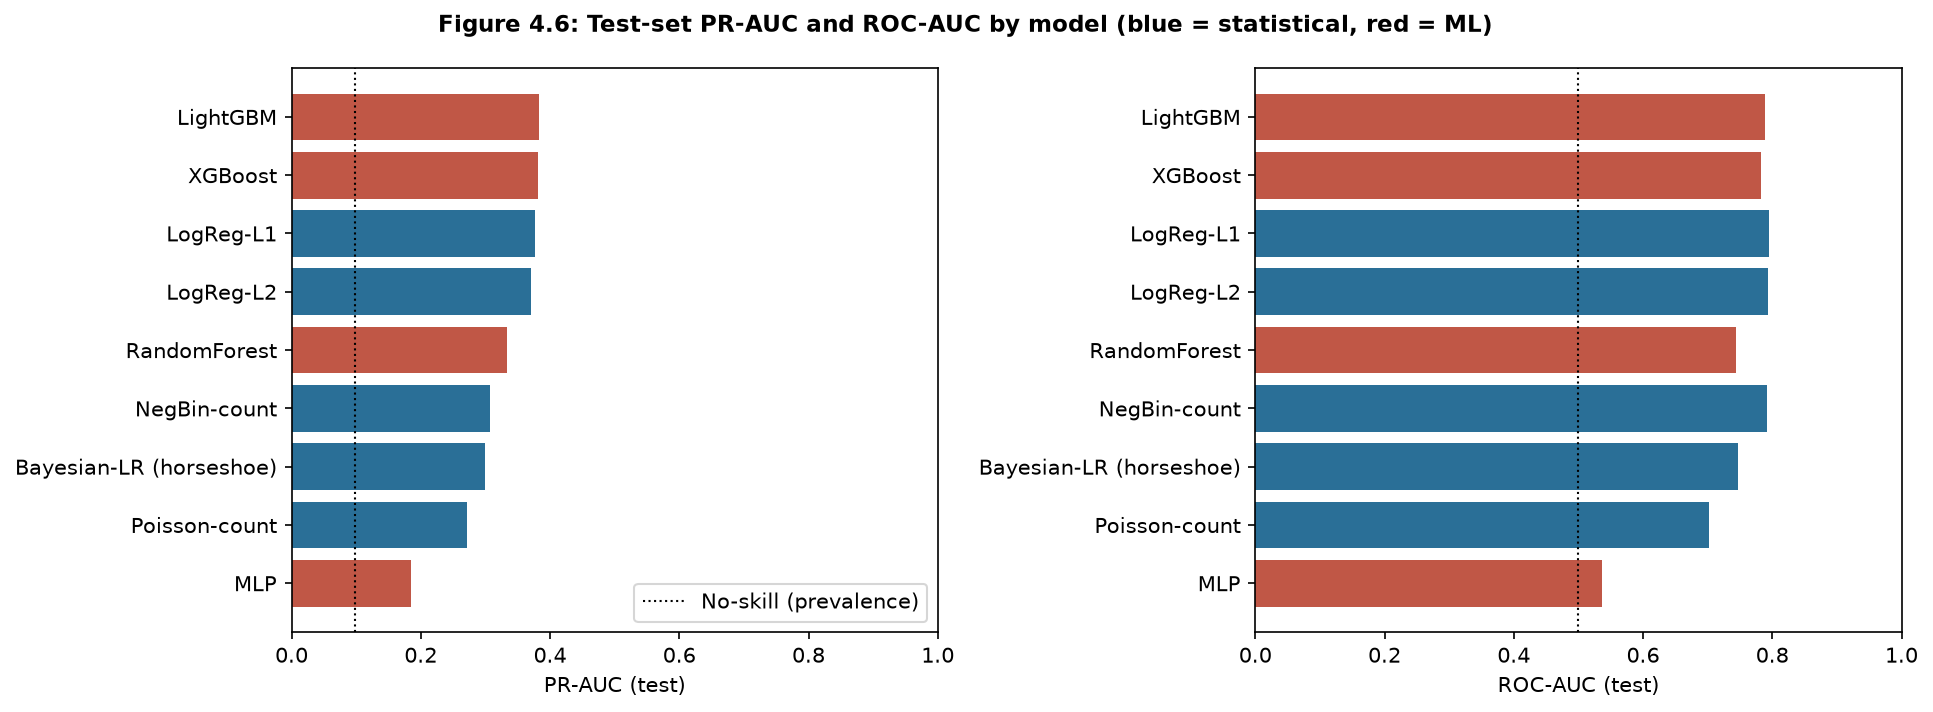 Figure 4.6: Test-set PR-AUC and ROC-AUC by model (blue = statistical, red = ML)
LightGBM
XGBoost
LogReg-L1
LogReg-L2
RandomForest
NegBin-count
Bayesian-LR (horseshoe)
Poisson-count
MLP
No-skill (prevalence)
0.0 0.2 0.4 0.6 0.8 1.0
PR-AUC (test)
LightGBM
XGBoost
LogReg-L1
LogReg-L2
RandomForest
NegBin-count
Bayesian-LR (horseshoe)
Poisson-count
MLP
0.0 0.2 0.4 0.6 0.8 1.0
ROC-AUC (test)